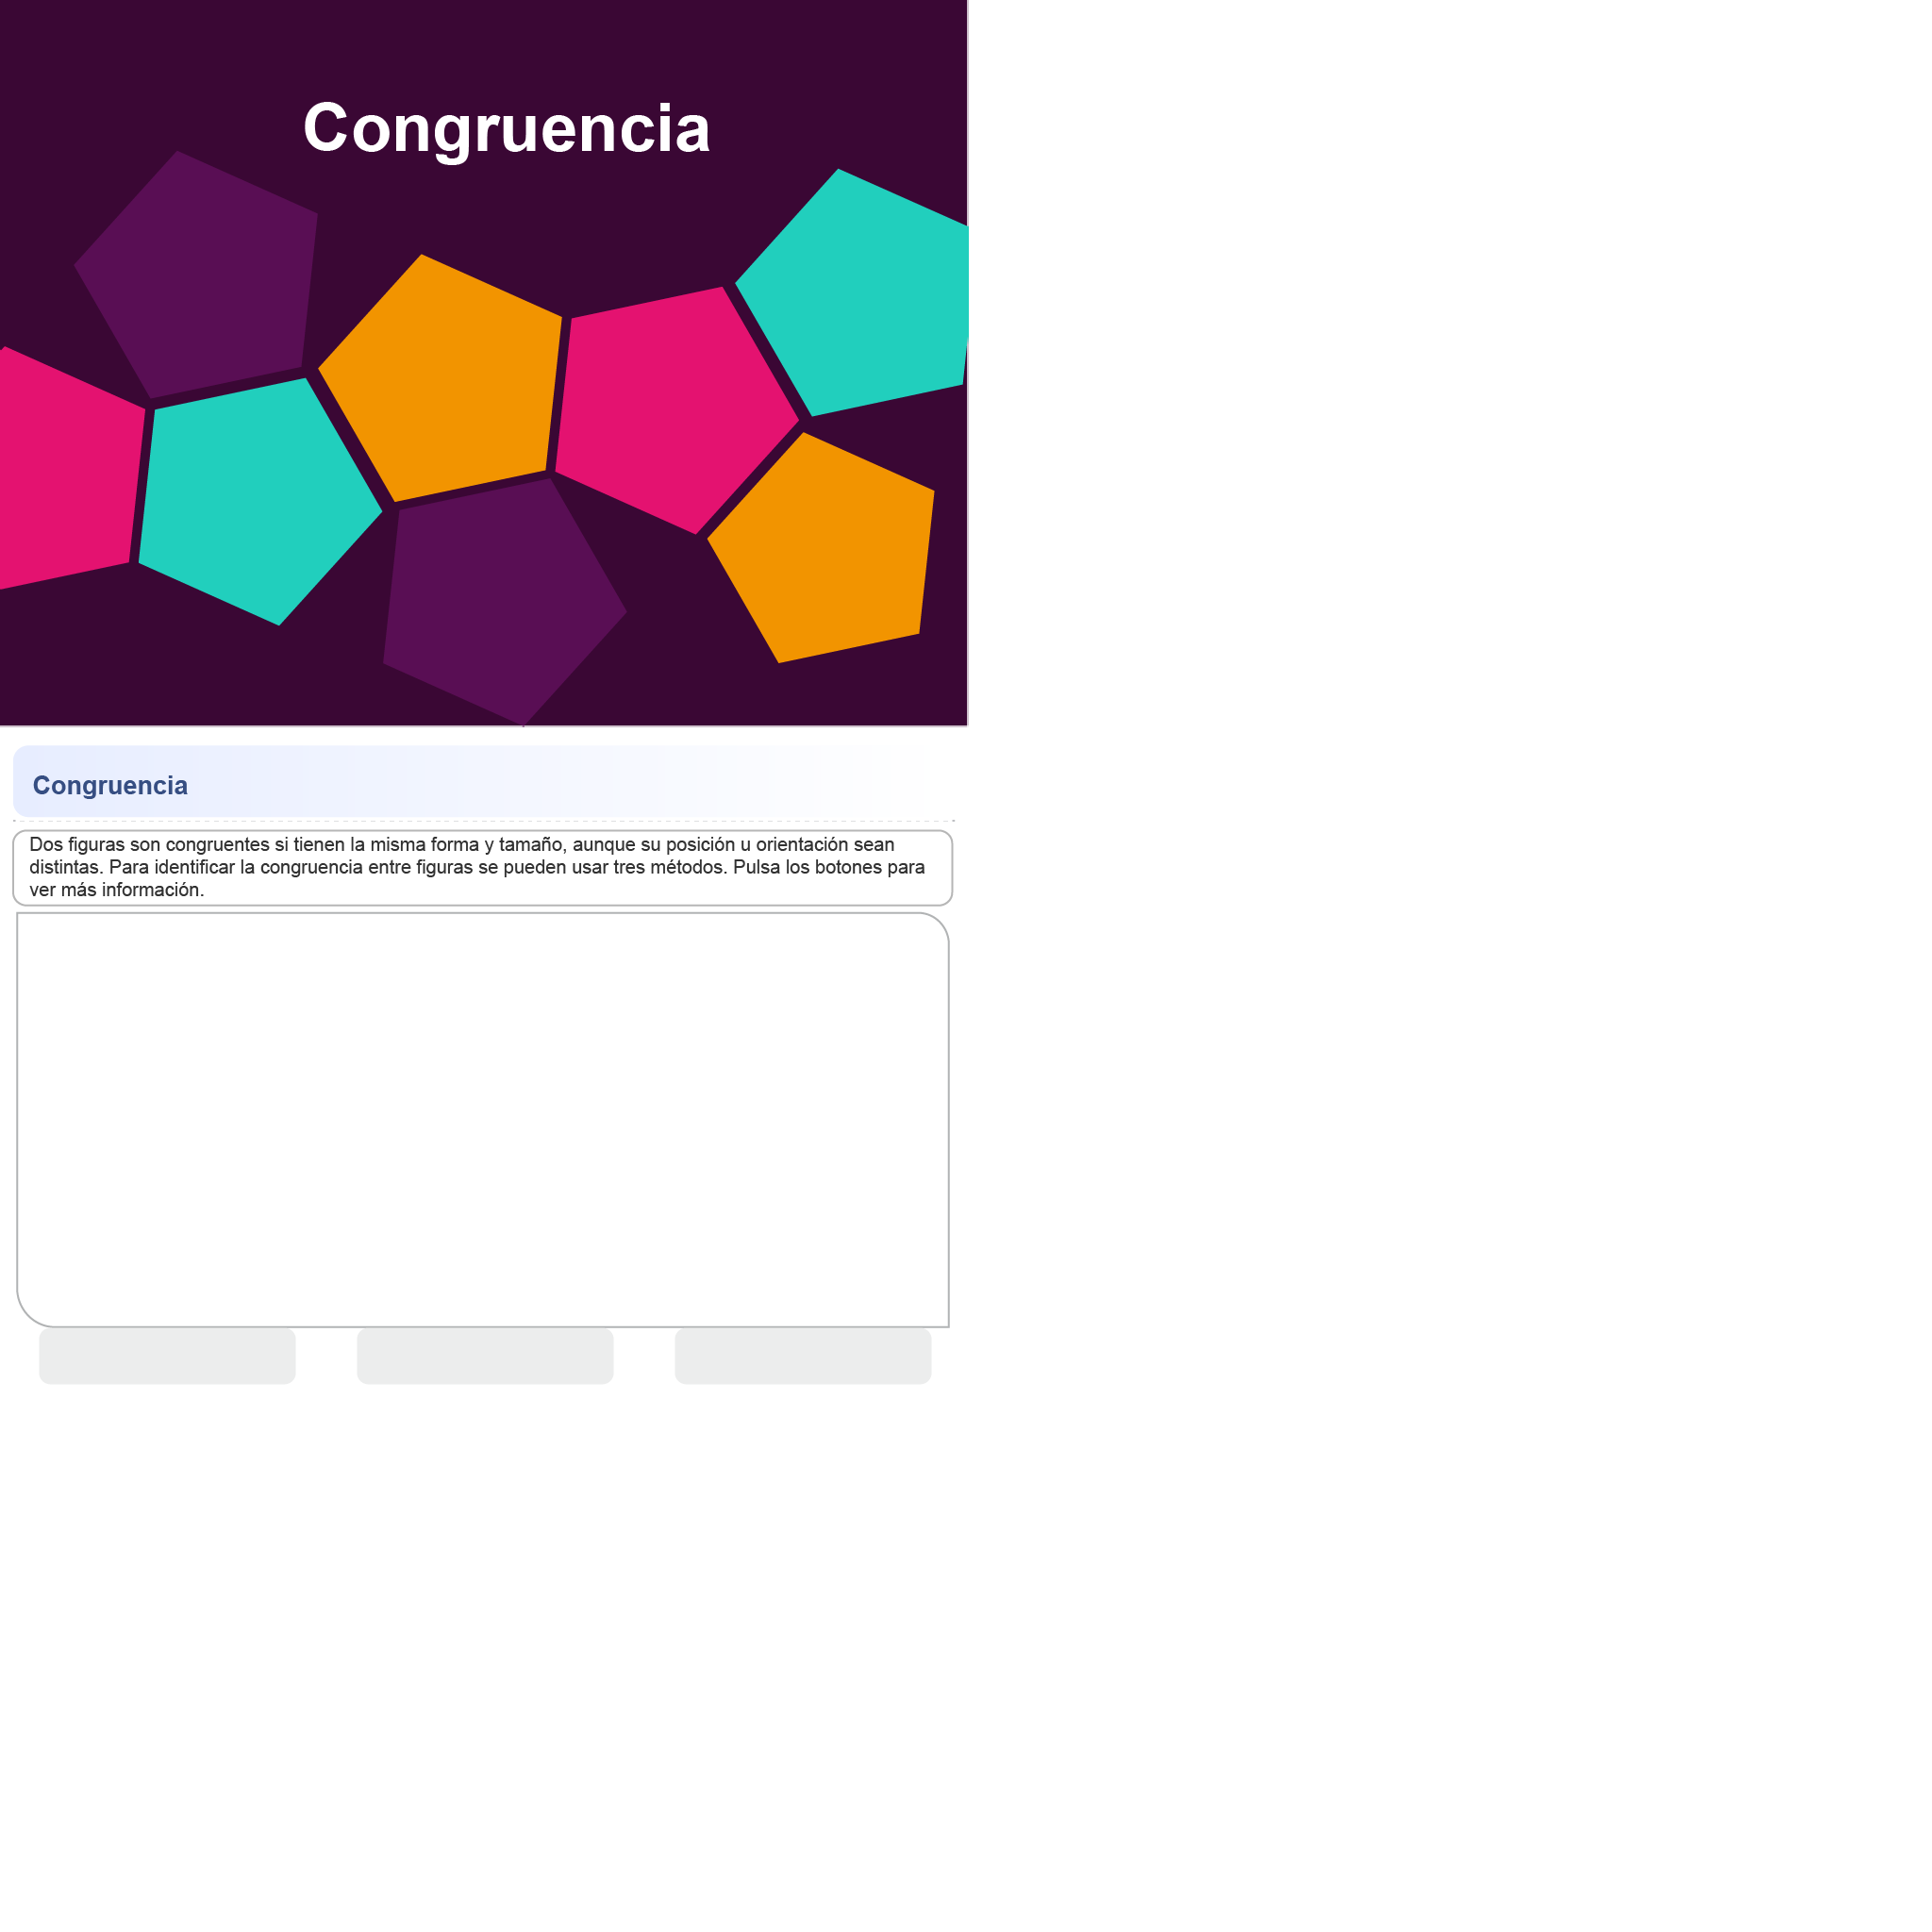 Congruencia
Congruencia
Dos figuras son congruentes si tienen la misma forma y tamaño, aunque su posición u orientación sean
distintas. Para identificar la congruencia entre figuras se pueden usar tres métodos. Pulsa los botones para
ver más información.